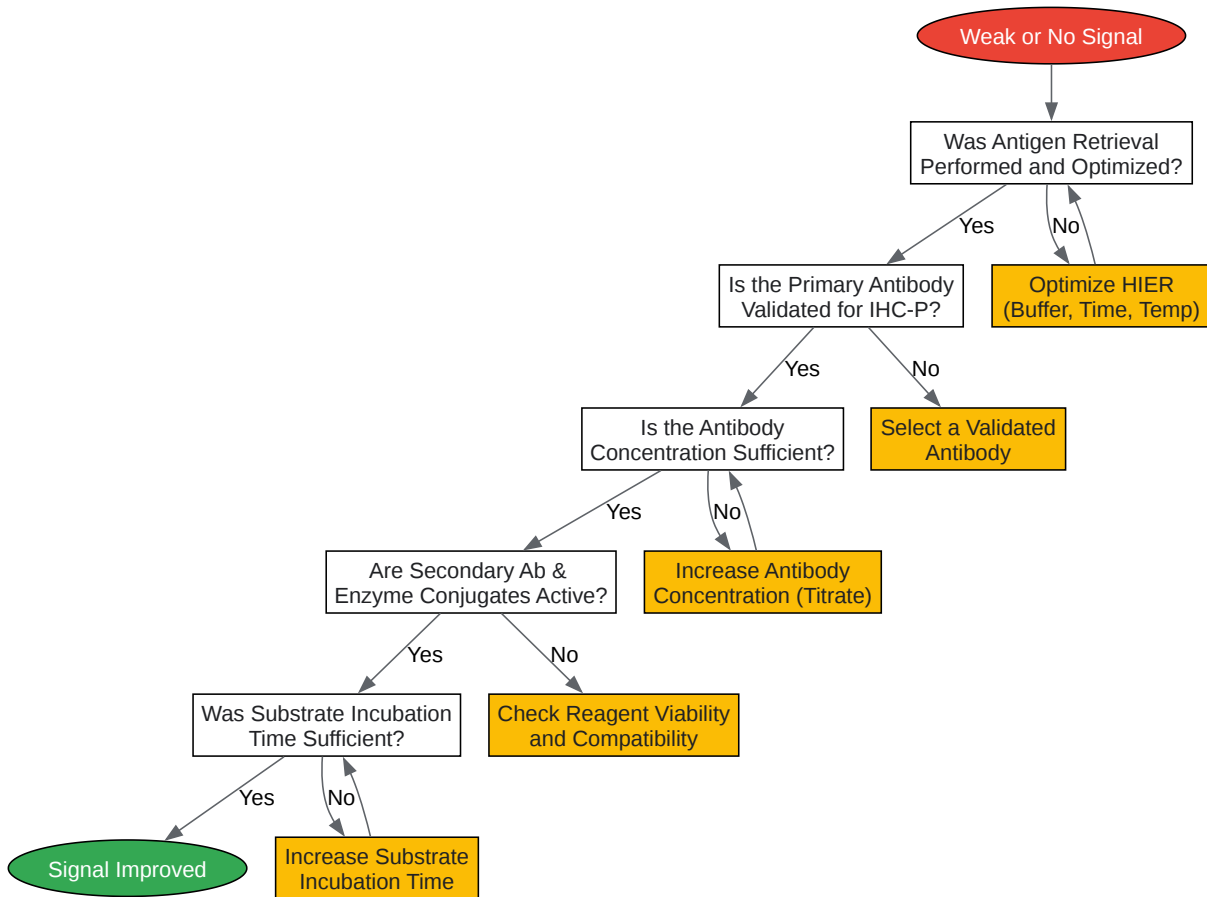 Weak or No Signal
Was Antigen Retrieval
Performed and Optimized?
Yes
No
Is the Primary Antibody
Validated for IHC-P?
Optimize HIER
(Buffer, Time, Temp)
Yes
No
Is the Antibody
Concentration Sufficient?
Select a Validated
Antibody
Yes
No
Are Secondary Ab &
Enzyme Conjugates Active?
Increase Antibody
Concentration (Titrate)
Yes
No
Was Substrate Incubation
Time Sufficient?
Check Reagent Viability
and Compatibility
Yes
No
Signal Improved
Increase Substrate
Incubation Time